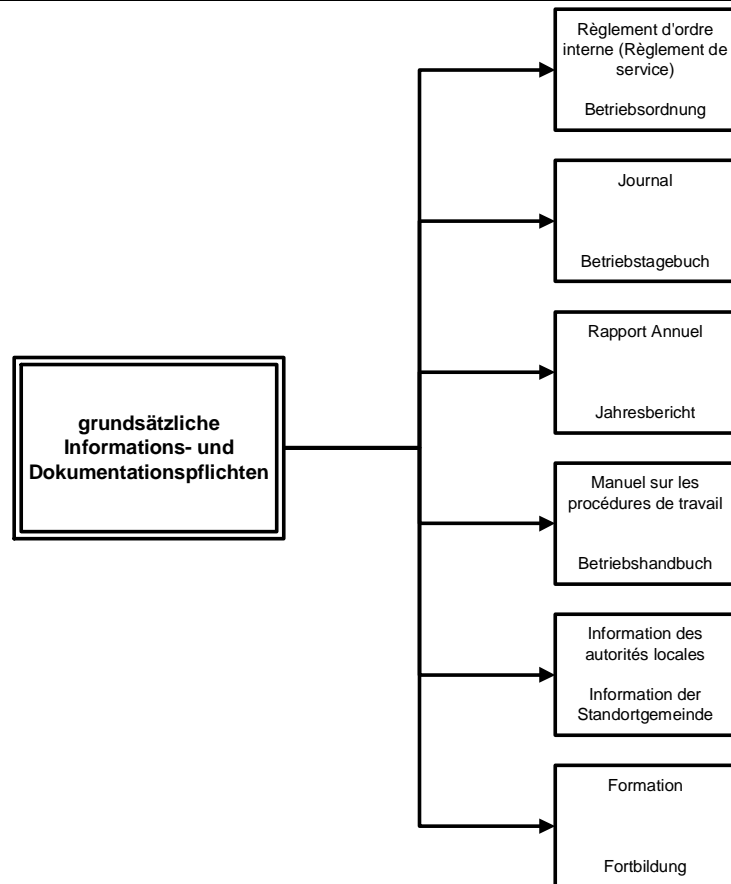 Règlement d'ordre
interne (Règlement de
service)
Betriebsordnung
Journal
Betriebstagebuch
Rapport Annuel
Jahresbericht
grundsätzliche
Informations- und
Dokumentationspflichten
Manuel sur les
procédures de travail
Betriebshandbuch
Information des
autorités locales
Information der
Standortgemeinde
Formation
Fortbildung